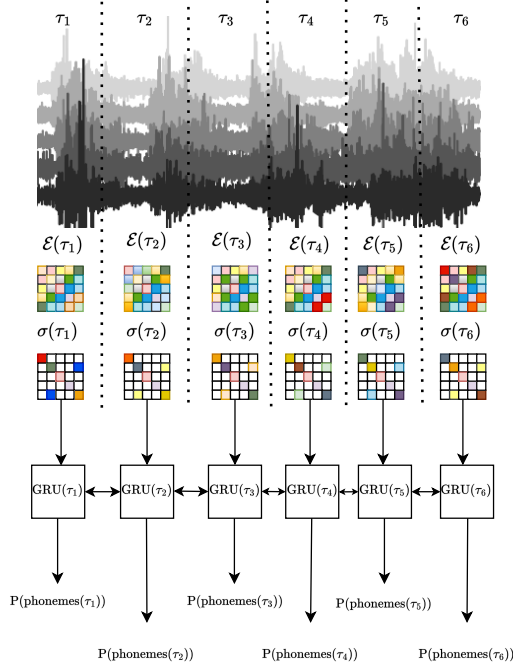 τ₁ τ₂ τ₃ τ₄ τ₅ τ₆
ℰ(τ₁) ℰ(τ₂) ℰ(τ₃) ℰ(τ₄) ℰ(τ₅) ℰ(τ₆)
σ(τ₁) σ(τ₂) σ(τ₃) σ(τ₄) σ(τ₅) σ(τ₆)
GRU(τ₁) GRU(τ₂) GRU(τ₃) GRU(τ₄) GRU(τ₅) GRU(τ₆)
P(phonemes(τ₁)) P(phonemes(τ₃)) P(phonemes(τ₅))
P(phonemes(τ₂)) P(phonemes(τ₄)) P(phonemes(τ₆))